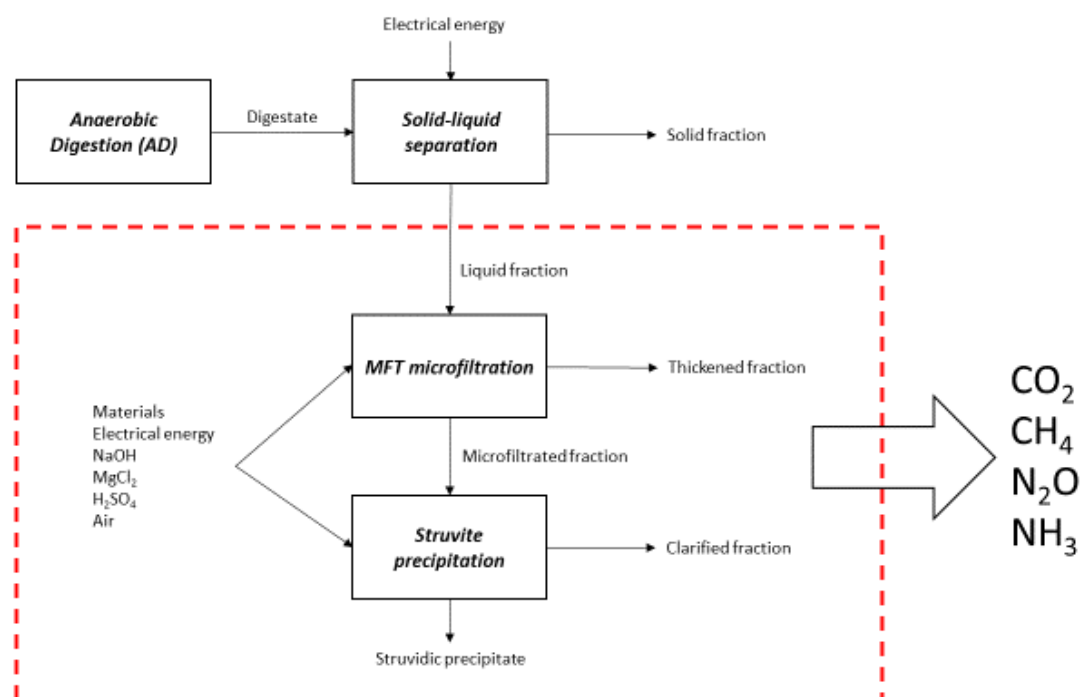 Electrical energy
Anaerobic
Digestion (AD)
Digestate
Solid-liquid
separation
Solid fraction
Liquid fraction
MFT microfiltration
Thickened fraction
Materials
Electrical energy
NaOH
MgCl₂
H₂SO₄
Air
Microfiltrated fraction
Struvite
precipitation
Clarified fraction
Struvidic precipitate
CO₂
CH₄
N₂O
NH₃